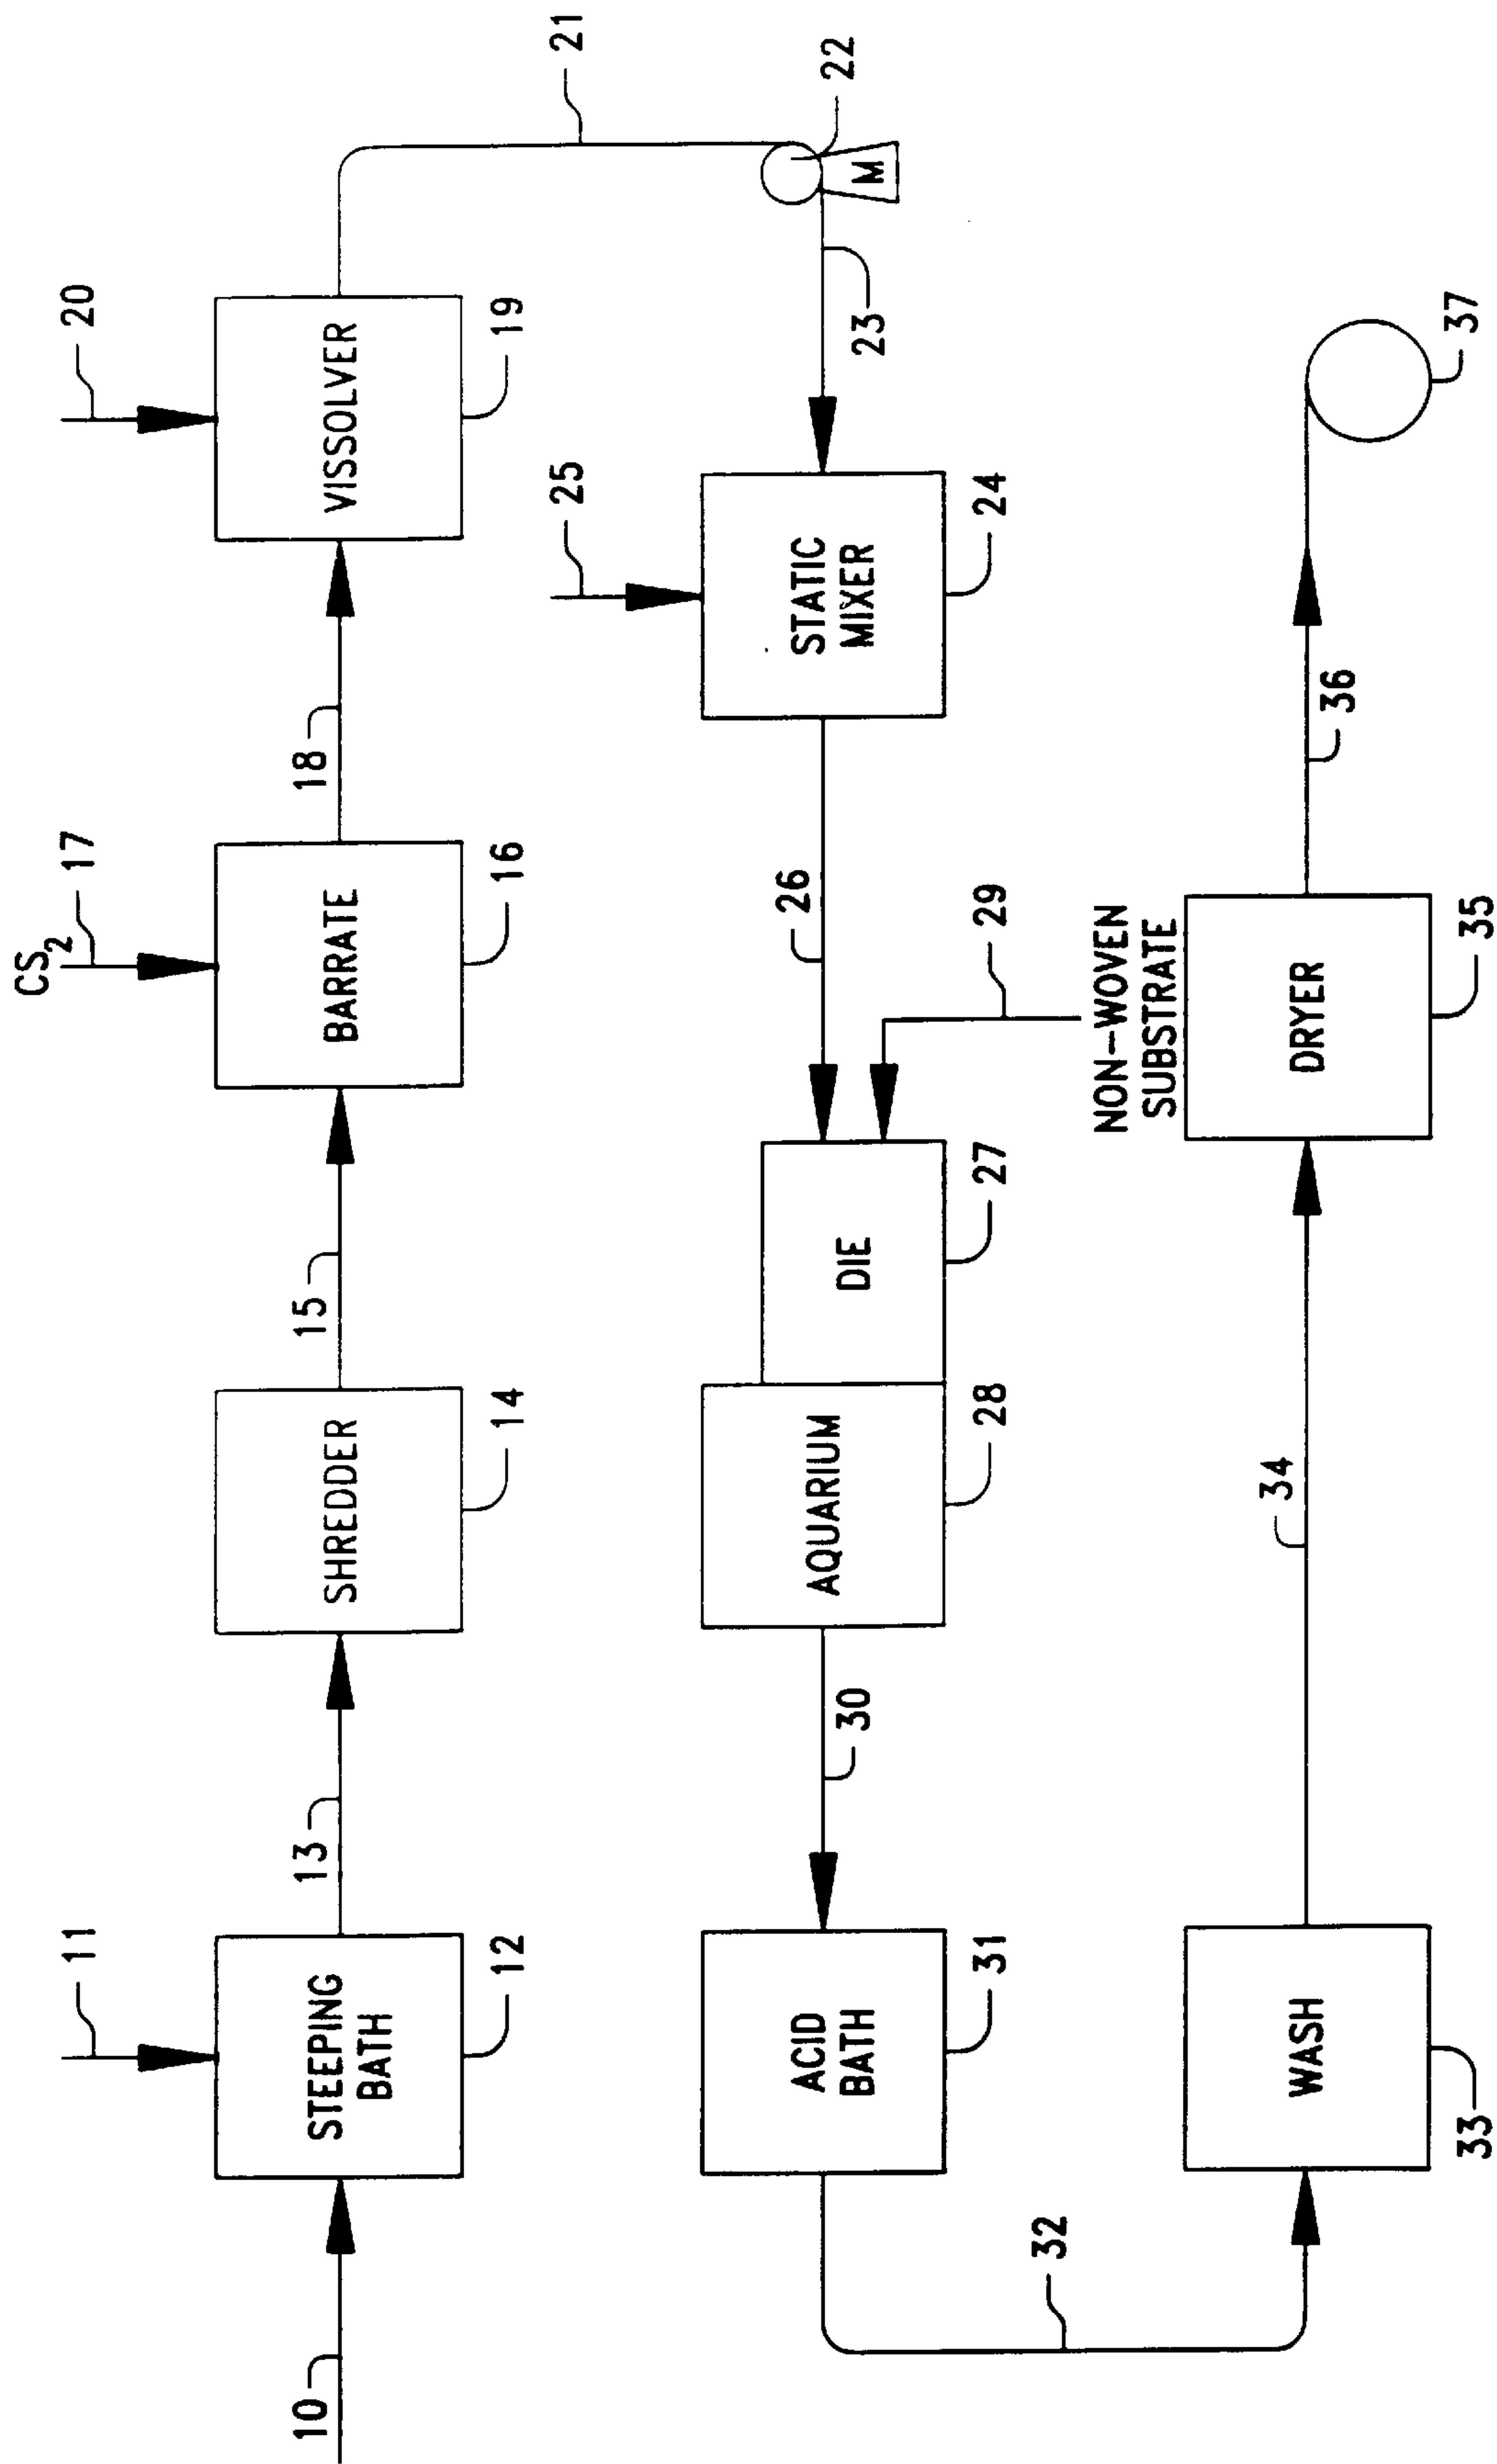 CS2
11
17
20
10
13
15
18
21
STEEPING
BATH
SHREDDER
BARRATE
VISSOLVER
12
14
16
19
25
22
M
30
26
23
ACID
BATH
AQUARIUM
DIE
STATIC
MIXER
31
28
27
24
29
32
NON-WOVEN
SUBSTRATE
34
36
WASH
DRYER
33
35
37